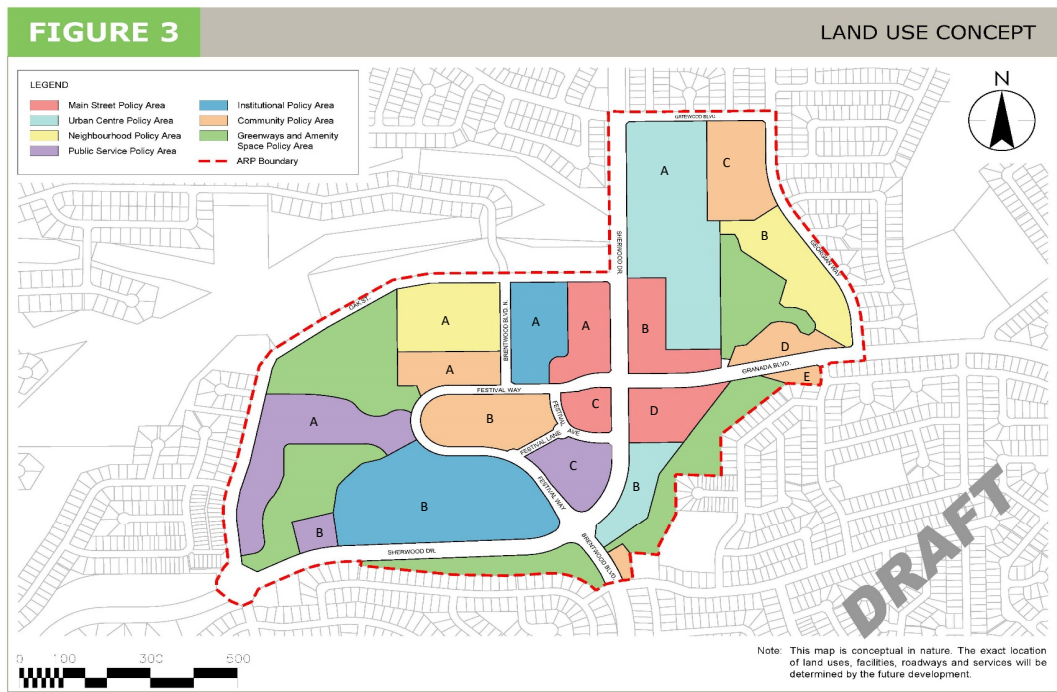 FIGURE 3
LAND USE CONCEPT
LEGEND
Main Street Policy Area
Urban Centre Policy Area
Neighbourhood Policy Area
Public Service Policy Area
Institutional Policy Area
Community Policy Area
Greenways and Amenity
Space Policy Area
ARP Boundary
N
GATEWOOD BLVD.
A
C
SHERWOOD DR.
B
GEORGIAN WAY
OAK ST.
A
BRENTWOOD BLVD. N.
A
A
B
D
A
GRANADA BLVD.
E
FESTIVAL WAY
B
FESTIVAL
AVE
C
D
A
FESTIVAL LANE
C
B
FESTIVAL WAY
B
B
SHERWOOD DR.
BRENTWOOD BLVD.
DRAFT
0 100 300 500
Note: This map is conceptual in nature. The exact location
of land uses, facilities, roadways and services will be
determined by the future development.